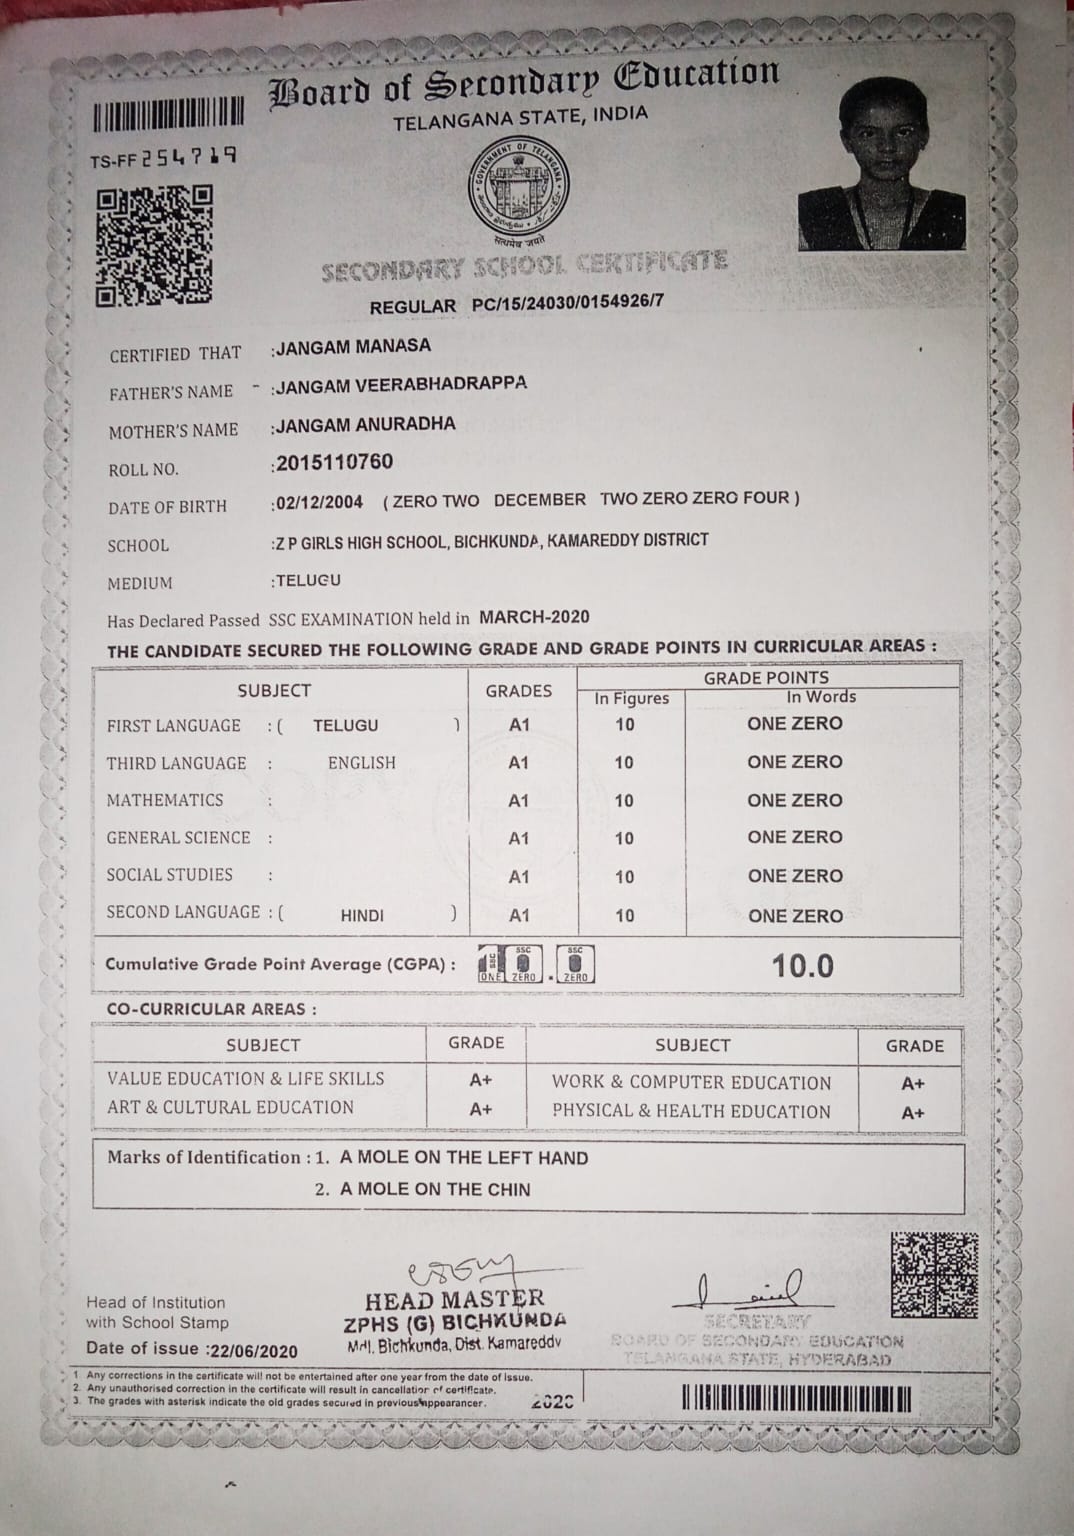 Board of Secondary Education
TELANGANA STATE, INDIA
TS-FF 254719
GOVERNMENT OF TELANGANA
सत्यमेव जयते
SECONDARY SCHOOL CERTIFICATE
REGULAR PC/15/24030/0154926/7
CERTIFIED THAT :JANGAM MANASA
FATHER'S NAME - :JANGAM VEERABHADRAPPA
MOTHER'S NAME :JANGAM ANURADHA
ROLL NO. :2015110760
DATE OF BIRTH :02/12/2004 ( ZERO TWO DECEMBER TWO ZERO ZERO FOUR )
SCHOOL :Z P GIRLS HIGH SCHOOL, BICHKUNDA, KAMAREDDY DISTRICT
MEDIUM :TELUGU
Has Declared Passed SSC EXAMINATION held in MARCH-2020
THE CANDIDATE SECURED THE FOLLOWING GRADE AND GRADE POINTS IN CURRICULAR AREAS :
SUBJECT GRADES GRADE POINTS
In Figures In Words
FIRST LANGUAGE : ( TELUGU ) A1 10 ONE ZERO
THIRD LANGUAGE : ENGLISH A1 10 ONE ZERO
MATHEMATICS : A1 10 ONE ZERO
GENERAL SCIENCE : A1 10 ONE ZERO
SOCIAL STUDIES : A1 10 ONE ZERO
SECOND LANGUAGE : ( HINDI ) A1 10 ONE ZERO
Cumulative Grade Point Average (CGPA) : SSC 1 ONE SSC 0 ZERO . SSC 0 ZERO 10.0
CO-CURRICULAR AREAS :
SUBJECT GRADE SUBJECT GRADE
VALUE EDUCATION & LIFE SKILLS A+ WORK & COMPUTER EDUCATION A+
ART & CULTURAL EDUCATION A+ PHYSICAL & HEALTH EDUCATION A+
Marks of Identification : 1. A MOLE ON THE LEFT HAND
2. A MOLE ON THE CHIN
Head of Institution
with School Stamp
Date of issue :22/06/2020
HEAD MASTER
ZPHS (G) BICHKUNDA
Mdl. Bichkunda, Dist. Kamareddy
SECRETARY
BOARD OF SECONDARY EDUCATION
TELANGANA STATE, HYDERABAD
1 Any corrections in the certificate will not be entertained after one year from the date of issue.
2. Any unauthorised correction in the certificate will result in cancellation of certificate.
3. The grades with asterisk indicate the old grades secured in previous appearancer.
2020